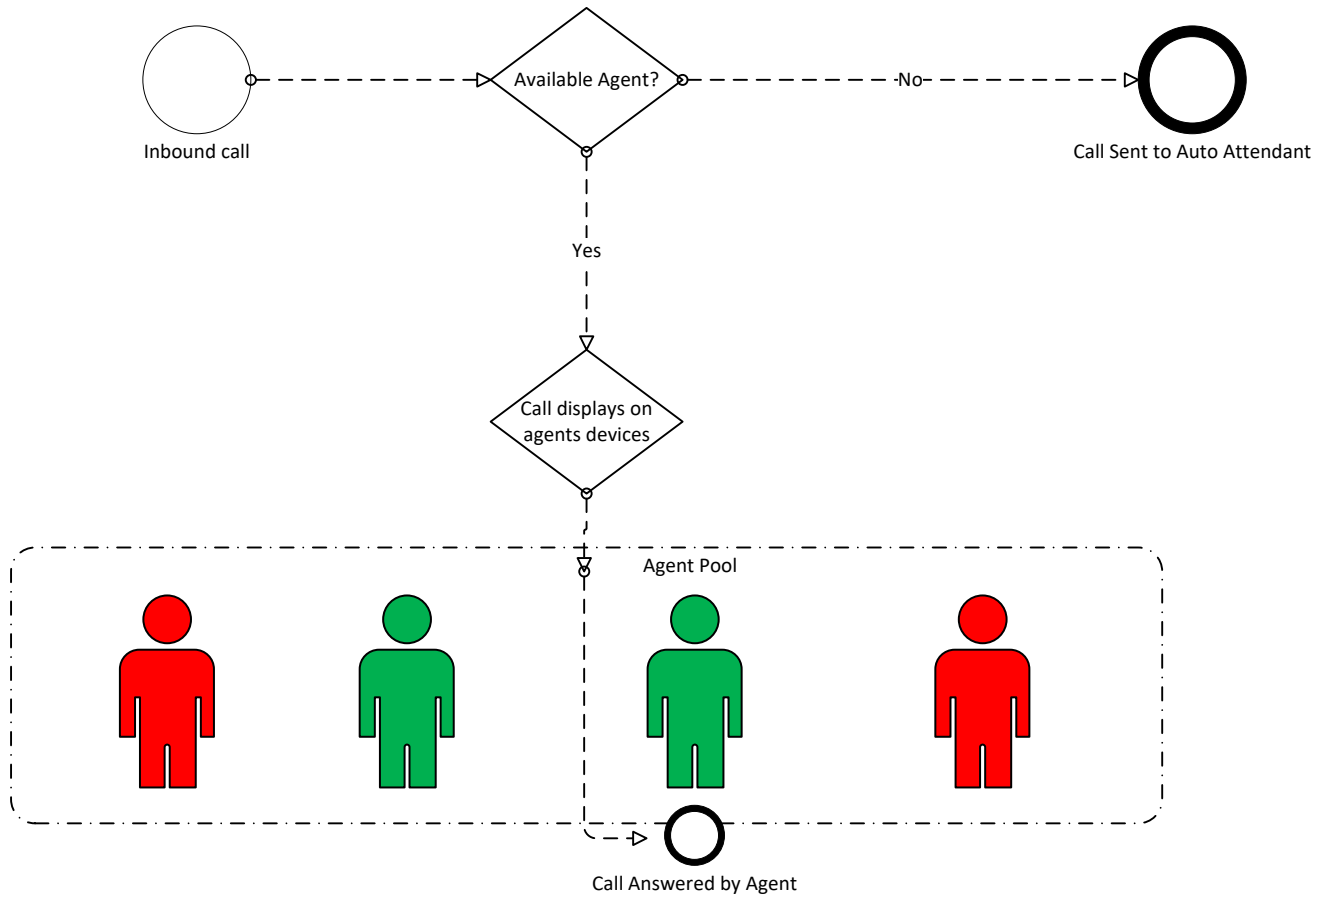 Available Agent?
No
Inbound call
Call Sent to Auto Attendant
Yes
Call displays on
agents devices
Agent Pool
Call Answered by Agent